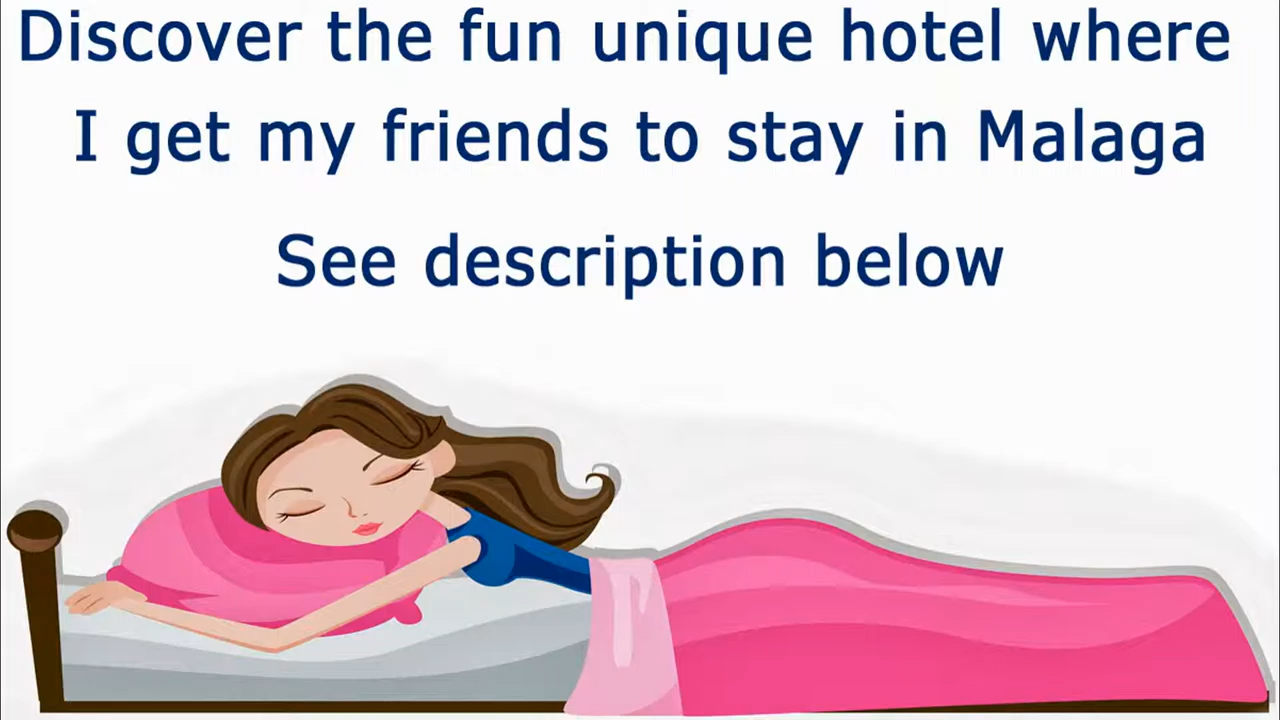 Discover the fun unique hotel where
I get my friends to stay in Malaga
See description below